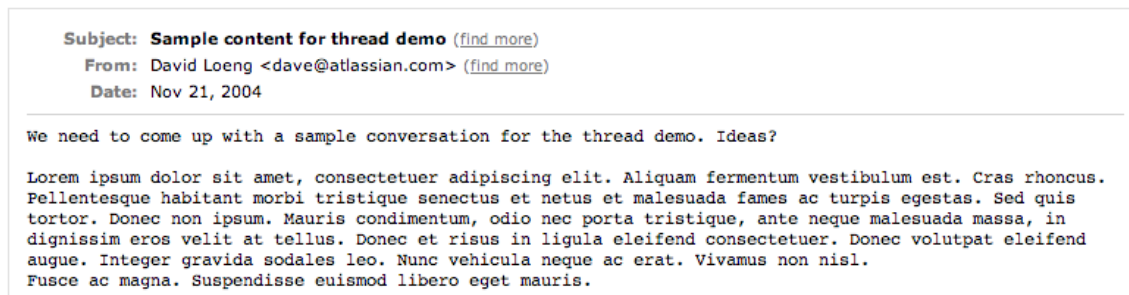 Subject: Sample content for thread demo (find more)
From: David Loeng <dave@atlassian.com> (find more)
Date: Nov 21, 2004
We need to come up with a sample conversation for the thread demo. Ideas?
Lorem ipsum dolor sit amet, consectetuer adipiscing elit. Aliquam fermentum vestibulum est. Cras rhoncus.
Pellentesque habitant morbi tristique senectus et netus et malesuada fames ac turpis egestas. Sed quis
tortor. Donec non ipsum. Mauris condimentum, odio nec porta tristique, ante neque malesuada massa, in
dignissim eros velit at tellus. Donec et risus in ligula eleifend consectetuer. Donec volutpat eleifend
augue. Integer gravida sodales leo. Nunc vehicula neque ac erat. Vivamus non nisl.
Fusce ac magna. Suspendisse euismod libero eget mauris.